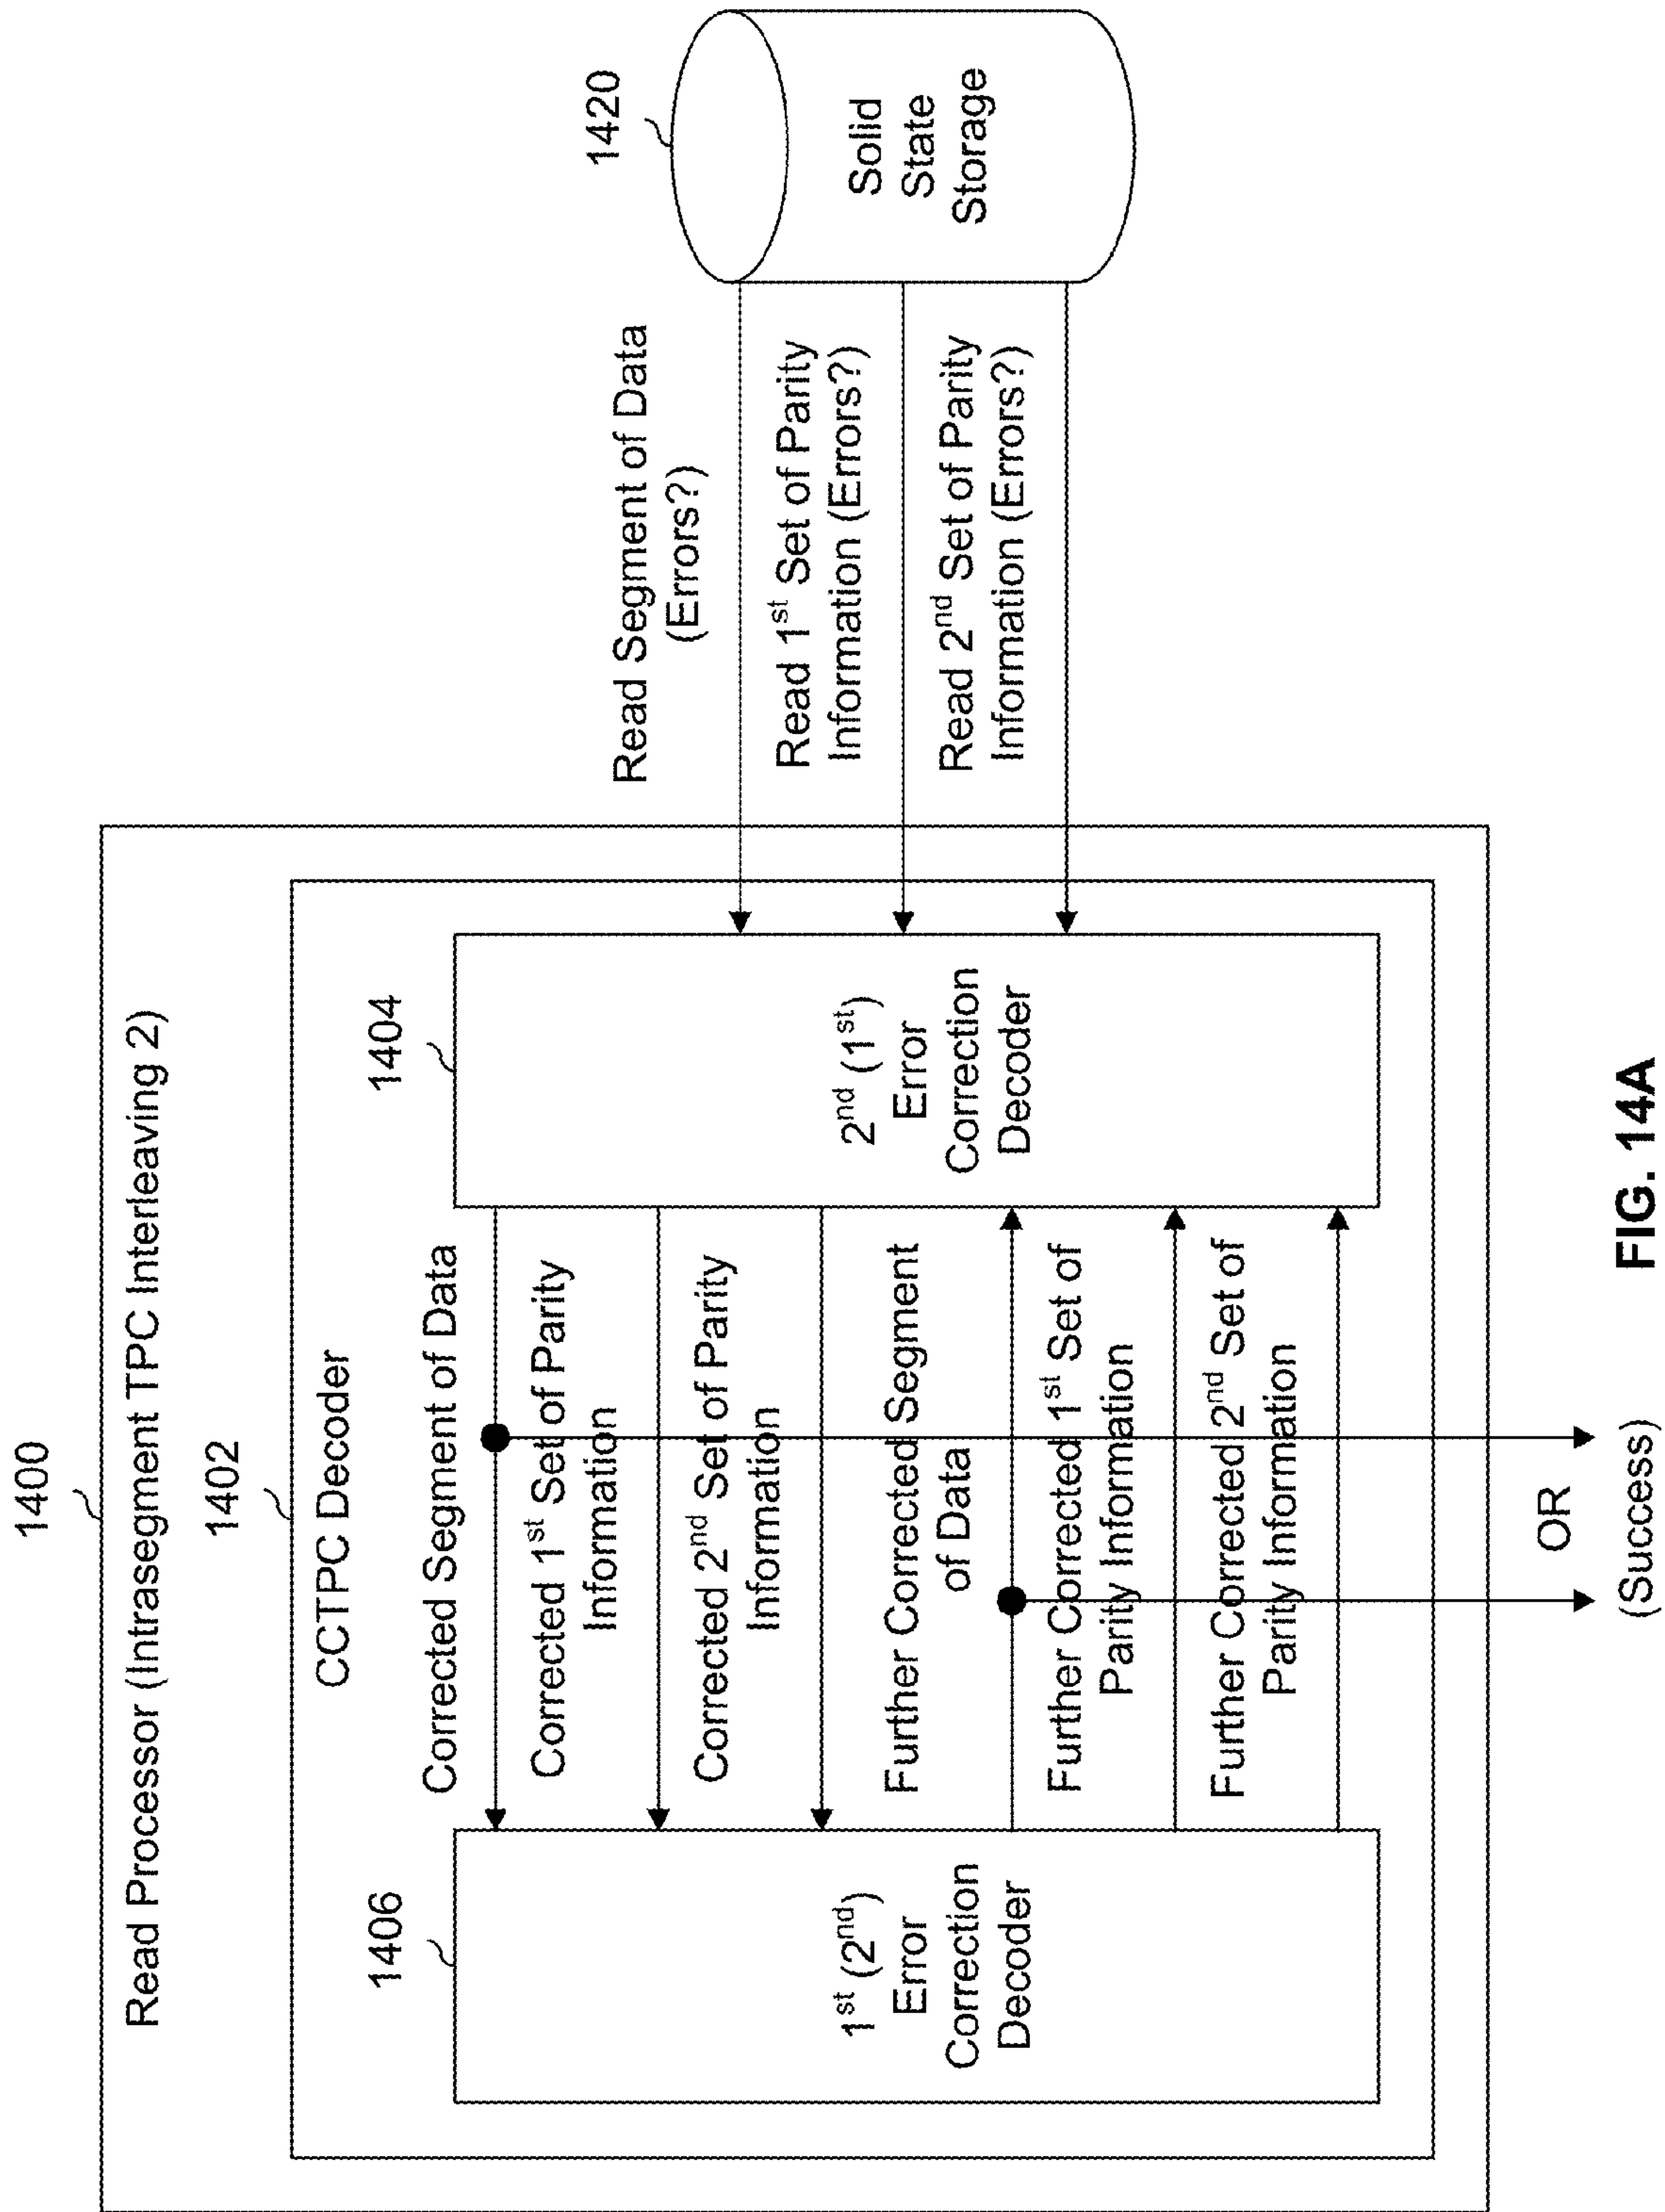 1400
Read Processor (Intrasegment TPC Interleaving 2)
1402
CCTPC Decoder
1406
1st (2nd)
Error
Correction
Decoder
Corrected Segment of Data
Corrected 1st Set of Parity
Information
Corrected 2nd Set of Parity
Information
Further Corrected Segment
of Data
Further Corrected 1st Set of
Parity Information
Further Corrected 2nd Set of
Parity Information
1404
2nd (1st)
Error
Correction
Decoder
Read Segment of Data
(Errors?)
Read 1st Set of Parity
Information (Errors?)
Read 2nd Set of Parity
Information (Errors?)
1420
Solid
State
Storage
OR
(Success)
FIG. 14A